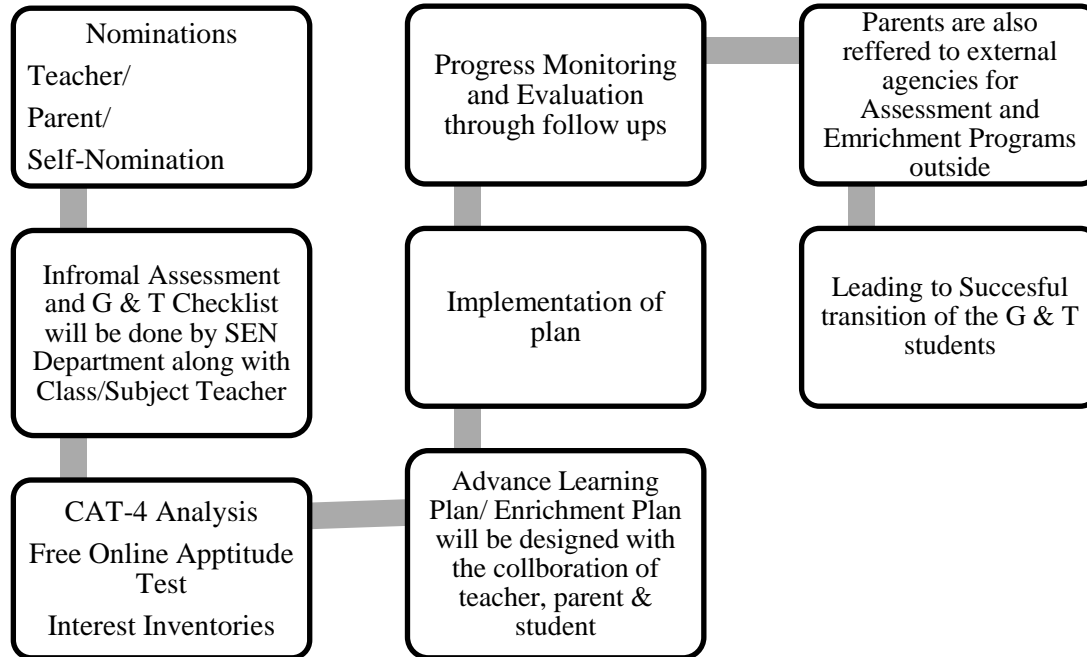 Nominations
Teacher/
Parent/
Self-Nomination
Infromal Assessment
and G & T Checklist
will be done by SEN
Department along with
Class/Subject Teacher
CAT-4 Analysis
Free Online Apptitude
Test
Interest Inventories
Advance Learning
Plan/ Enrichment Plan
will be designed with
the collboration of
teacher, parent &
student
Implementation of
plan
Progress Monitoring
and Evaluation
through follow ups
Parents are also
reffered to external
agencies for
Assessment and
Emrichment Programs
outside
Leading to Succesful
transition of the G & T
students